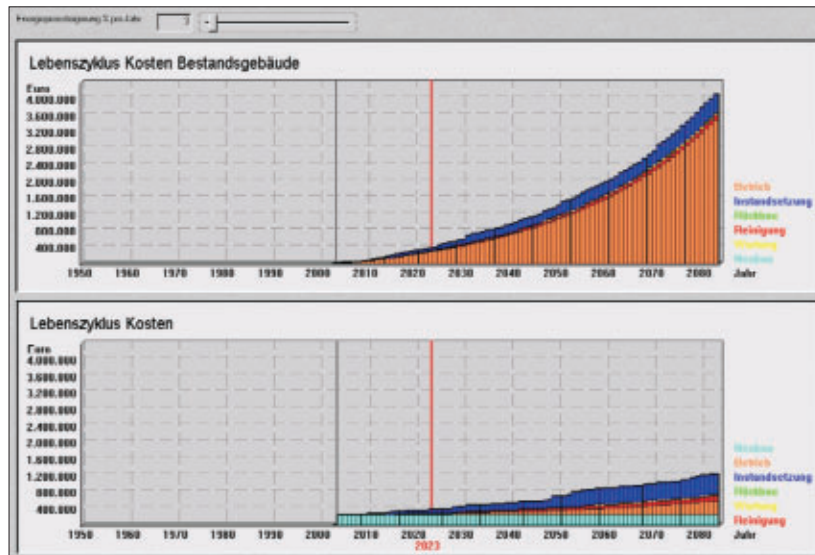 Energiepreissteigerung % pro Jahr 3
Lebenszyklus Kosten Bestandsgebäude
Euro
4.000.000
3.600.000
3.200.000
2.800.000
2.400.000
2.000.000
1.600.000
1.200.000
800.000
400.000
1950 1960 1970 1980 1990 2000 2010 2020 2030 2040 2050 2060 2070 2080 Jahr
Betrieb
Instandsetzung
Rückbau
Reinigung
Wartung
Neubau
Lebenszyklus Kosten
Euro
4.000.000
3.600.000
3.200.000
2.800.000
2.400.000
2.000.000
1.600.000
1.200.000
800.000
400.000
1950 1960 1970 1980 1990 2000 2010 2020 2030 2040 2050 2060 2070 2080 Jahr
2023
Neubau
Betrieb
Instandsetzung
Rückbau
Wartung
Reinigung